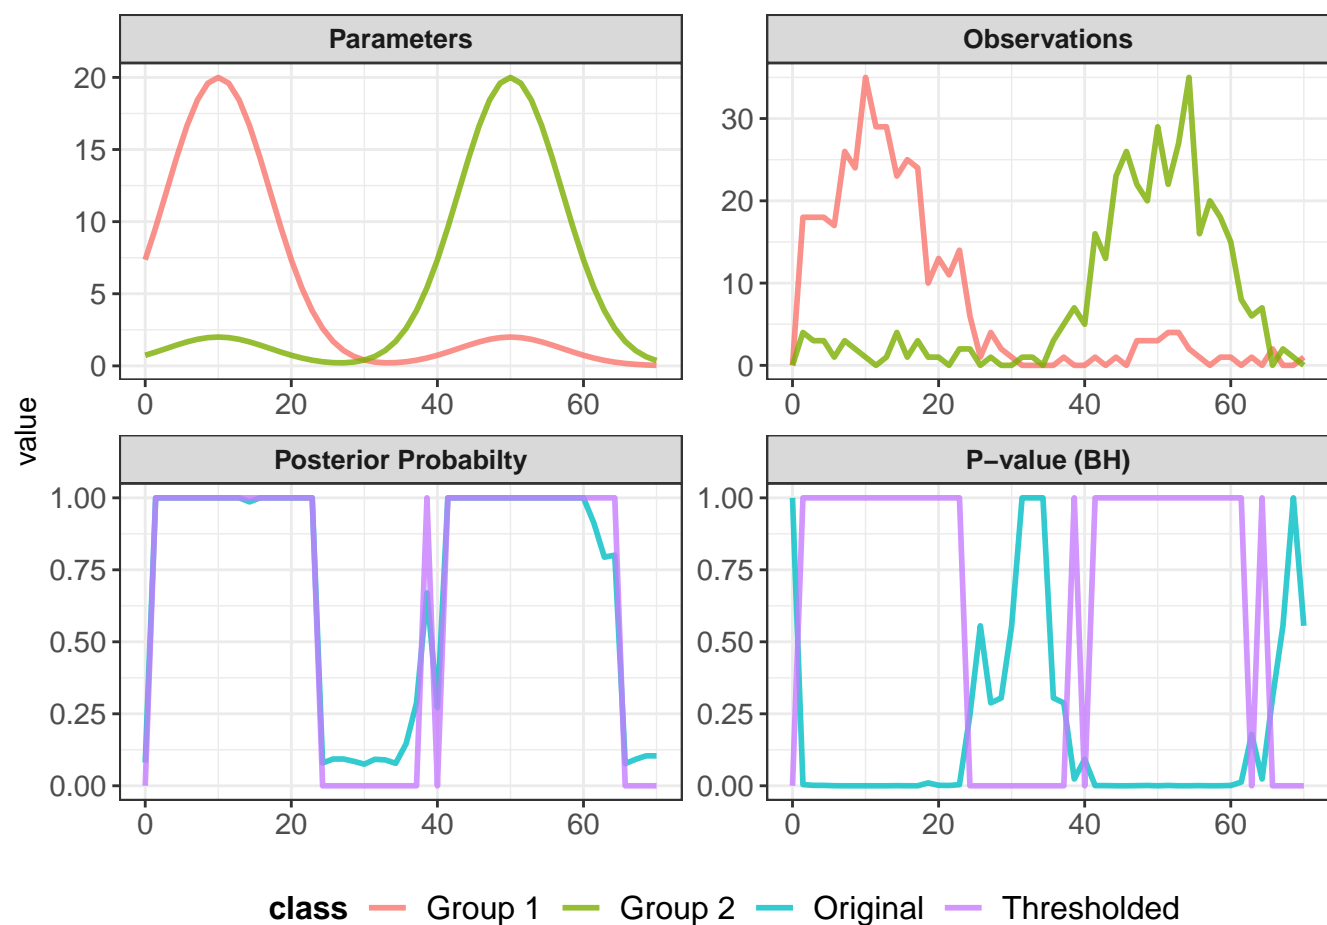 Parameters
Observations
20
15
10
5
0
30
20
10
0
0 20 40 60
0 20 40 60
value
Posterior Probabilty
P−value (BH)
1.00
0.75
0.50
0.25
0.00
1.00
0.75
0.50
0.25
0.00
0 20 40 60
0 20 40 60
class Group 1 Group 2 Original Thresholded